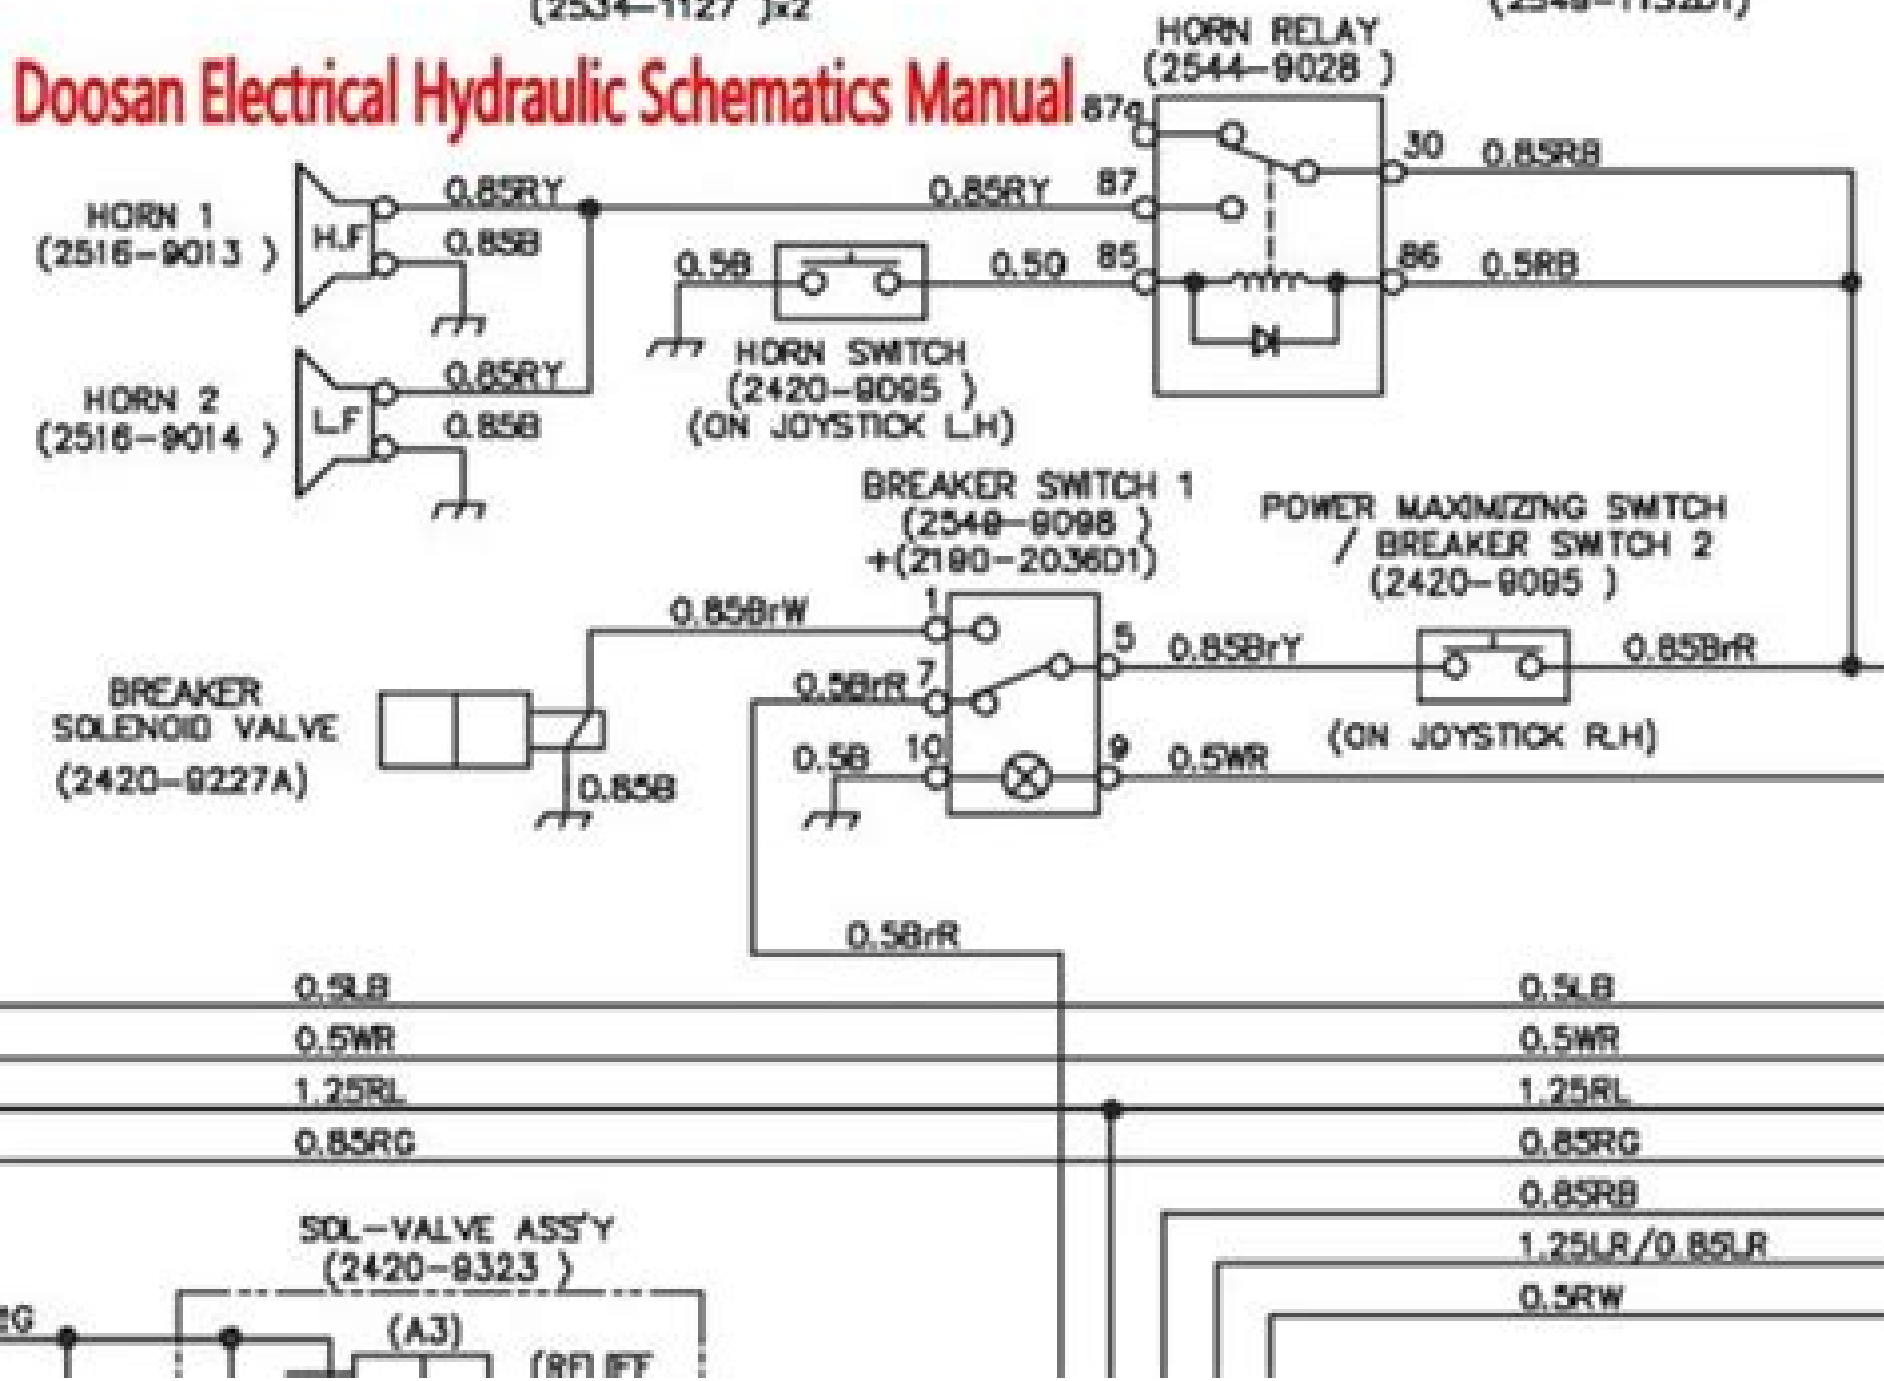 (2534-1127 )x2
HORN RELAY
(2544-9028 )
Doosan Electrical Hydraulic Schematics Manual
87a
30
0.85RB
0.85RY
0.85RY
87
HORN 1
(2516-9013 )
H.F
0.85B
0.5B
0.5O
85
86
0.5RB
HORN SWITCH
(2420-9095 )
(ON JOYSTICK L.H)
0.85RY
HORN 2
(2516-9014 )
L.F
0.85B
BREAKER SWITCH 1
(2549-9098 )
+(2190-2036D1)
POWER MAXIMIZING SWITCH
/ BREAKER SWITCH 2
(2420-9095 )
0.85BrW
1
5
0.85BrY
0.85BrR
BREAKER
SOLENOID VALVE
(2420-9227A)
0.5BrR
7
(ON JOYSTICK R.H)
0.5B
10
9
0.5WR
0.85B
0.5BrR
0.5LB
0.5LB
0.5WR
0.5WR
1.25RL
1.25RL
0.85RG
0.85RG
0.85RB
SOL-VALVE ASS'Y
(2420-9323 )
1.25LR/0.85LR
0.5RW
(A3)
(RELIEF